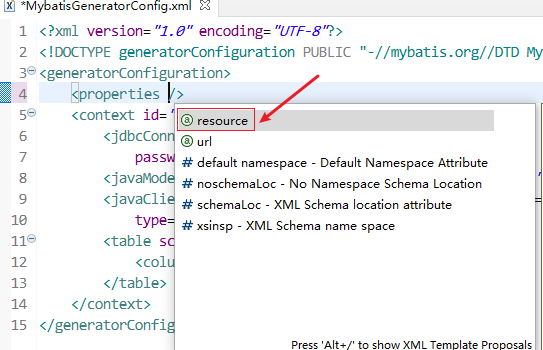 *MybatisGeneratorConfig.xml
1 <?xml version="1.0" encoding="UTF-8"?>
2 <!DOCTYPE generatorConfiguration PUBLIC "-//mybatis.org//DTD My
3 <generatorConfiguration>
4 <properties />
5 <context id="
6 <jdbcConn
7 passw
8 <javaMode
9 <javaClie
10 type=
11 <table sc
12 <colu
13 </table>
14 </context>
15 </generatorConfig
resource
url
default namespace - Default Namespace Attribute
noschemaLoc - No Namespace Schema Location
schemaLoc - XML Schema location attribute
xsinsp - XML Schema name space
Press 'Alt+/' to show XML Template Proposals